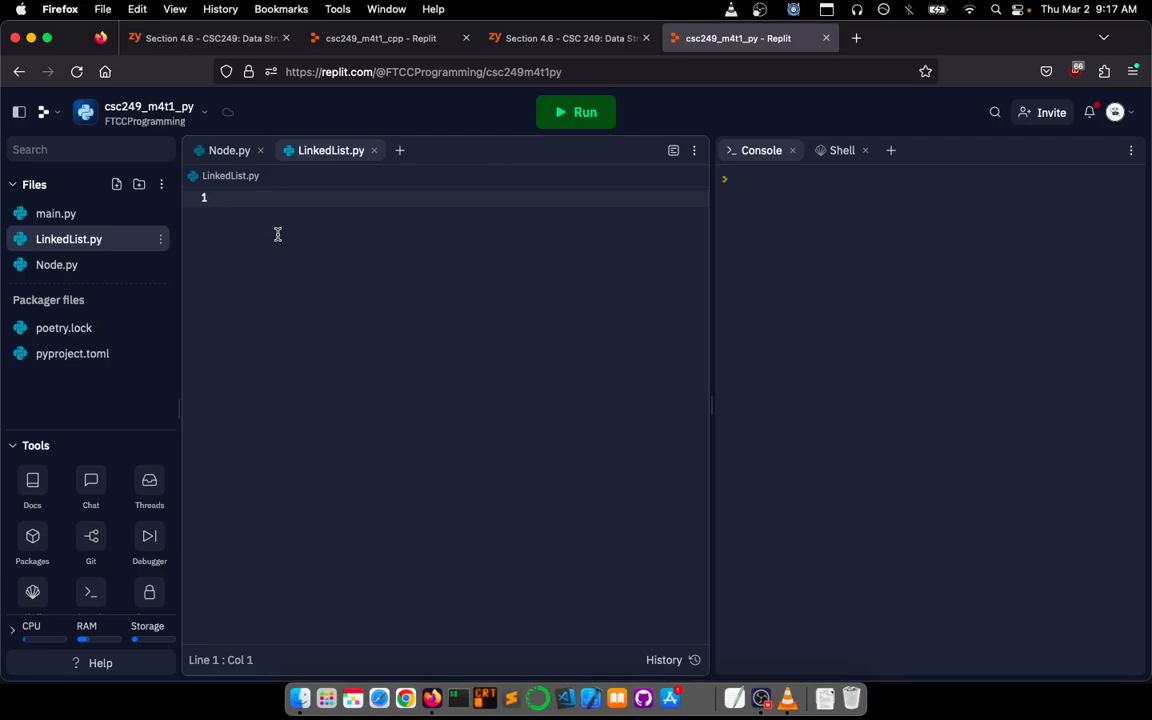 Firefox File Edit View History Bookmarks Tools Window Help Thu Mar 2 9:17 AM
Section 4.6 - CSC249: Data Str csc249_m4t1_cpp - Replit Section 4.6 - CSC 249: Data St csc249_m4t1_py - Replit
https://replit.com/@FTCCProgramming/csc249m4t1py 66
csc249_m4t1_py
FTCCProgramming
Run
Invite
Search
Node.py LinkedList.py
Console Shell
LinkedList.py
1
Files
main.py
LinkedList.py
Node.py
Packager files
poetry.lock
pyproject.toml
Tools
Docs Chat Threads
Packages Git Debugger
CPU RAM Storage
Help
Line 1 : Col 1
History